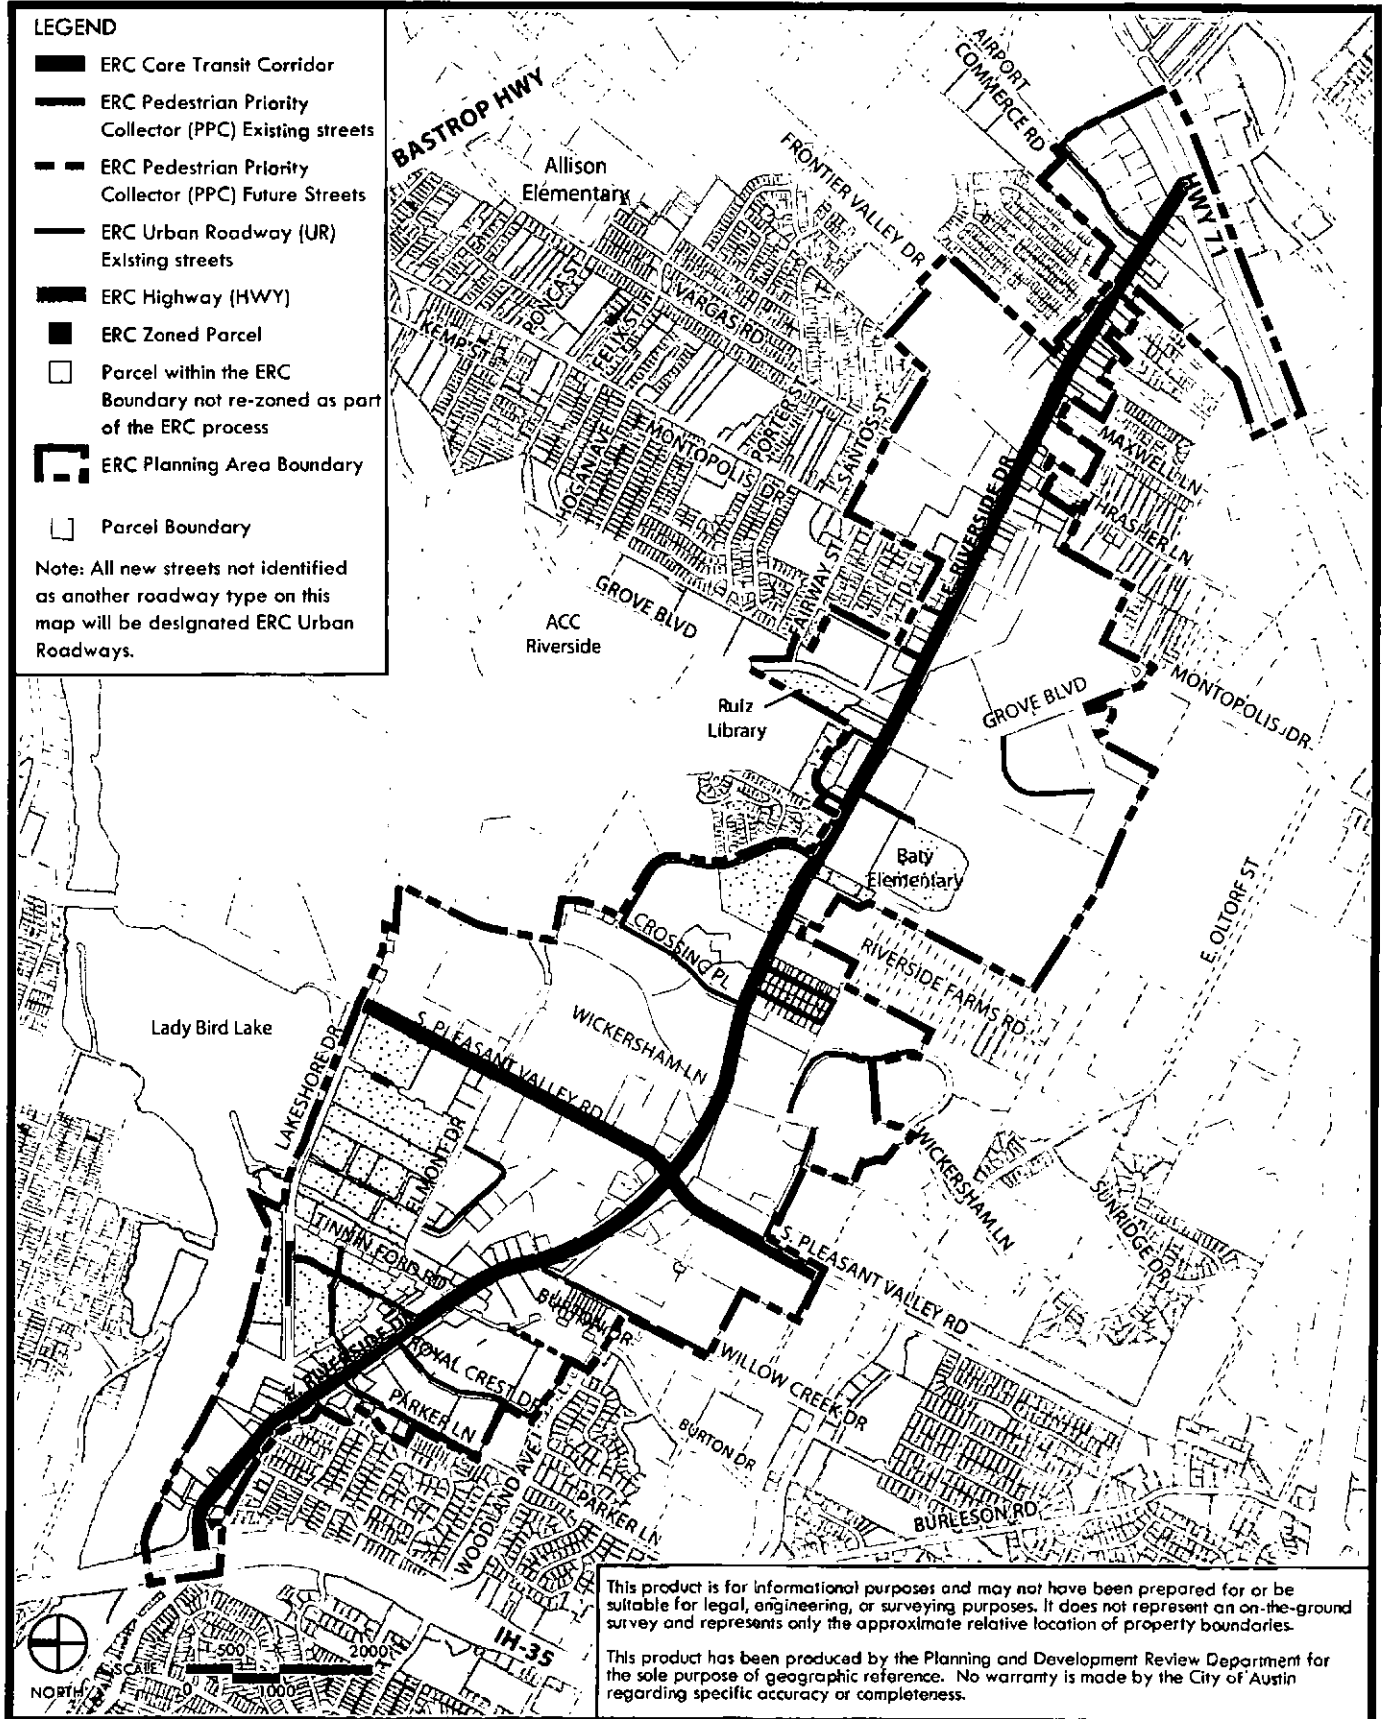 LEGEND
ERC Core Transit Corridor
ERC Pedestrian Priority
Collector (PPC) Existing streets
ERC Pedestrian Priority
Collector (PPC) Future Streets
ERC Urban Roadway (UR)
Existing streets
ERC Highway (HWY)
ERC Zoned Parcel
Parcel within the ERC
Boundary not re-zoned as part
of the ERC process
ERC Planning Area Boundary
Parcel Boundary
Note: All new streets not identified
as another roadway type on this
map will be designated ERC Urban
Roadways.
BASTROP HWY
AIRPORT
COMMERCE RD
Allison
Elementary
FRONTIER VALLEY DR
HWY 71
VARGAS RD
RON CAST
FELIX ST
KEMP ST
HOGAN AVE
MONTOPOLIS
PORTER ST
SANTOS ST
MAXWELL LN
THRASHER LN
E. RIVERSIDE DR
AIRWAY ST
GROVE BLVD
ACC
Riverside
Ruiz
Library
GROVE BLVD
MONTOPOLIS DR
Baty
Elementary
E. OLTORF ST
CROSSING PL
RIVERSIDE FARMS RD
Lady Bird Lake
LAKESHORE DR
S. PLEASANT VALLEY RD
WICKERSHAM LN
ELMONT DR
WICKERSHAM LN
SUNRIDGE DR
TINNIN FORD RD
S. PLEASANT VALLEY RD
BURTON DR
E. RIVERSIDE DR
ROYAL CREST DR
WILLOW CREEK DR
PARKER LN
BURTON DR
WOODLAND AVE
PARKER LN
BURLESON RD
IH-35
NORTH
SCALE
500
2000
0
1000
This product is for informational purposes and may not have been prepared for or be
suitable for legal, engineering, or surveying purposes. It does not represent an on-the-ground
survey and represents only the approximate relative location of property boundaries.
This product has been produced by the Planning and Development Review Department for
the sole purpose of geographic reference. No warranty is made by the City of Austin
regarding specific accuracy or completeness.